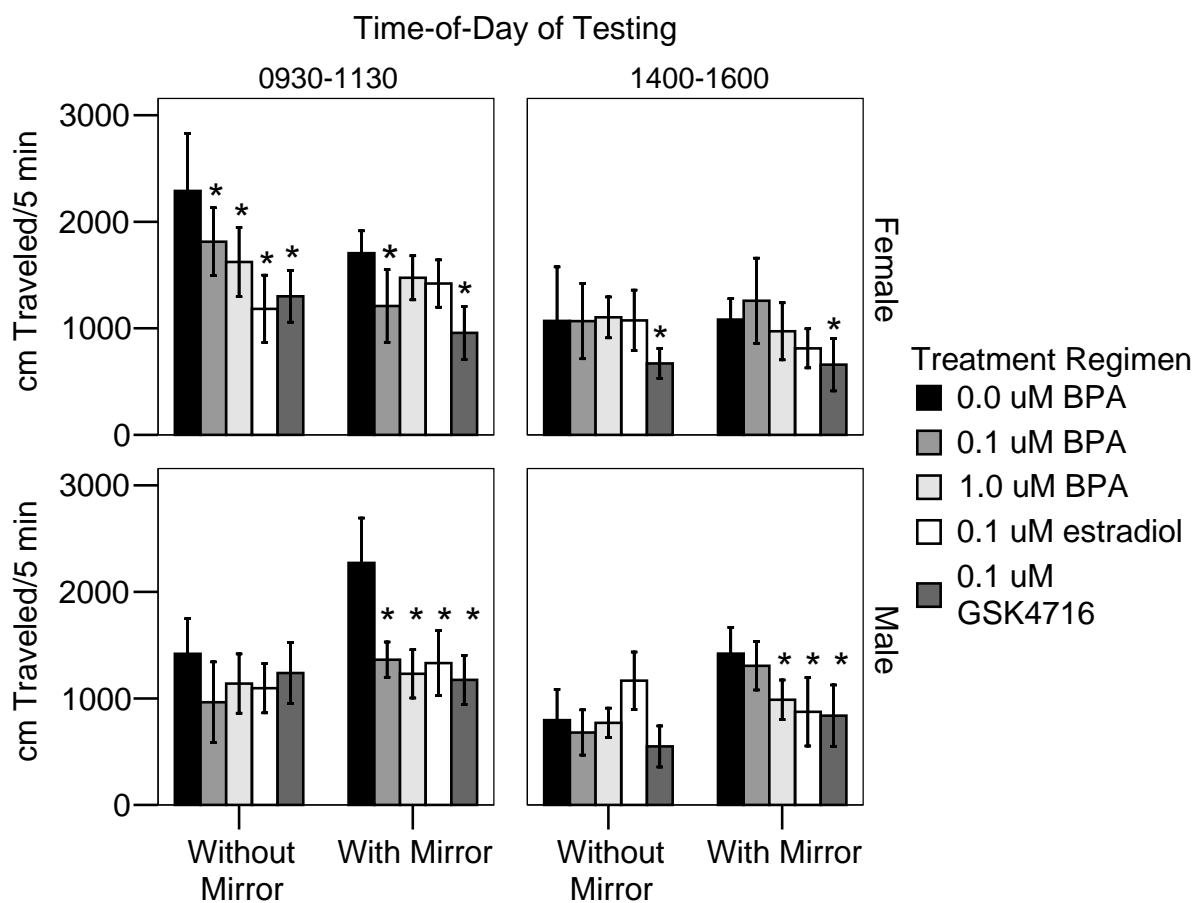 Time-of-Day of Testing
0930-1130
1400-1600
cm Traveled/5 min
3000
2000
1000
0
* * * *
* *
*
*
Female
cm Traveled/5 min
3000
2000
1000
0
* * * *
* * *
Male
Without
Mirror
With Mirror
Without
Mirror
With Mirror
Treatment Regimen
0.0 uM BPA
0.1 uM BPA
1.0 uM BPA
0.1 uM estradiol
0.1 uM
GSK4716